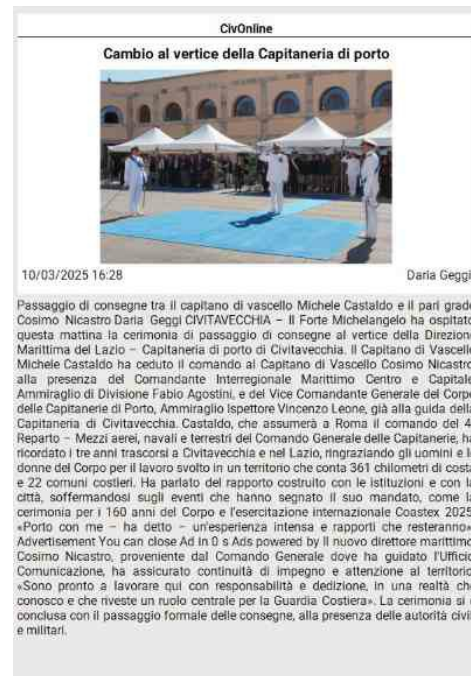 CivOnline
Cambio al vertice della Capitaneria di porto
10/03/2025 16:28 Daria Geggi
Passaggio di consegne tra il capitano di vascello Michele Castaldo e il pari grado
Cosimo Nicastro Daria Geggi CIVITAVECCHIA – Il Forte Michelangelo ha ospitato
questa mattina la cerimonia di passaggio di consegne al vertice della Direzione
Marittima del Lazio – Capitaneria di porto di Civitavecchia. Il Capitano di Vascello
Michele Castaldo ha ceduto il comando al Capitano di Vascello Cosimo Nicastro
alla presenza del Comandante Interregionale Marittimo Centro e Capitale
Ammiraglio di Divisione Fabio Agostini, e del Vice Comandante Generale del Corpo
delle Capitanerie di Porto, Ammiraglio Ispettore Vincenzo Leone, già alla guida della
Capitaneria di Civitavecchia. Castaldo, che assumerà a Roma il comando del 4
Reparto – Mezzi aerei, navali e terrestri del Comando Generale delle Capitanerie, ha
ricordato i tre anni trascorsi a Civitavecchia e nel Lazio, ringraziando gli uomini e le
donne del Corpo per il lavoro svolto in un territorio che conta 361 chilometri di costa
e 22 comuni costieri. Ha parlato del rapporto costruito con le istituzioni e con la
città, soffermandosi sugli eventi che hanno segnato il suo mandato, come la
cerimonia per i 160 anni del Corpo e l'esercitazione internazionale Coastex 2025
«Porto con me – ha detto – un'esperienza intensa e rapporti che resteranno»
Advertisement You can close Ad in 0 s Ads powered by Il nuovo direttore marittimo
Cosimo Nicastro, proveniente dal Comando Generale dove ha guidato l'Ufficio
Comunicazione, ha assicurato continuità di impegno e attenzione al territorio
«Sono pronto a lavorare qui con responsabilità e dedizione, in una realtà che
conosco e che riveste un ruolo centrale per la Guardia Costiera». La cerimonia si è
conclusa con il passaggio formale delle consegne, alla presenza delle autorità civili
e militari.